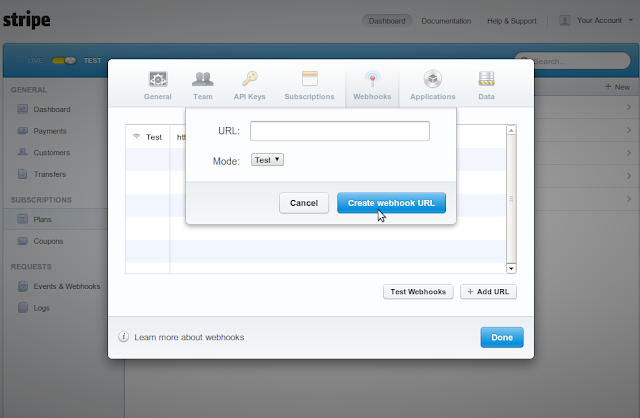 stripe
Dashboard Documentation Help & Support Your Account
LIVE TEST Search...
GENERAL
Dashboard
Payments
Customers
Transfers
SUBSCRIPTIONS
Plans
Coupons
REQUESTS
Events & Webhooks
Logs
+ New
General Team API Keys Subscriptions Webhooks Applications Data
Test
URL:
Mode: Test
Cancel Create webhook URL
Test Webhooks + Add URL
Learn more about webhooks Done